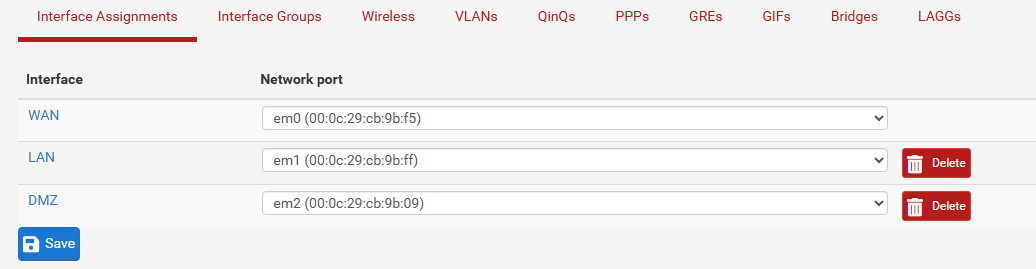 Interface Assignments Interface Groups Wireless VLANs QinQs PPPs GREs GIFs Bridges LAGGs
Interface Network port
WAN em0 (00:0c:29:cb:9b:f5)
LAN em1 (00:0c:29:cb:9b:ff) Delete
DMZ em2 (00:0c:29:cb:9b:09) Delete
Save